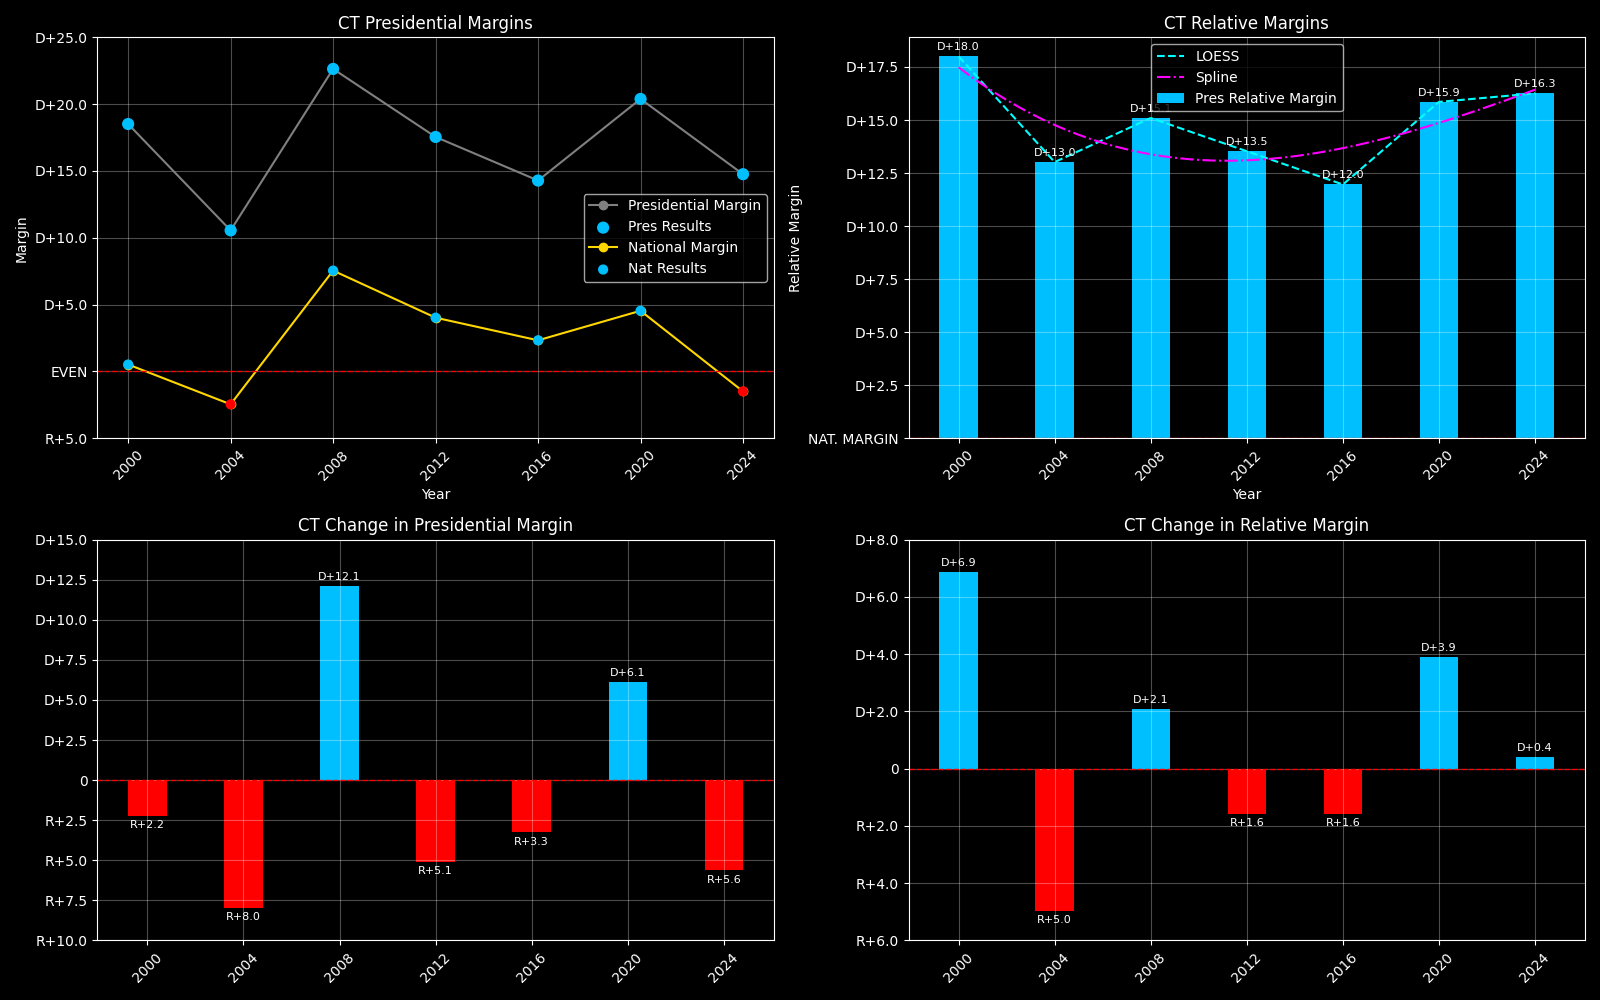 CT Presidential Margins
D+25.0
D+20.0
D+15.0
D+10.0
D+5.0
EVEN
R+5.0
Margin
Presidential Margin
Pres Results
National Margin
Nat Results
2000
2004
2008
2012
2016
2020
2024
Year
CT Relative Margins
D+17.5
D+15.0
D+12.5
D+10.0
D+7.5
D+5.0
D+2.5
NAT. MARGIN
Relative Margin
LOESS
Spline
Pres Relative Margin
D+18.0
D+13.0
D+13.5
D+12.0
D+15.9
D+16.3
2000
2004
2008
2012
2016
2020
2024
Year
CT Change in Presidential Margin
D+15.0
D+12.5
D+10.0
D+7.5
D+5.0
D+2.5
0
R+2.5
R+5.0
R+7.5
R+10.0
R+2.2
R+8.0
D+12.1
R+5.1
R+3.3
D+6.1
R+5.6
2000
2004
2008
2012
2016
2020
2024
CT Change in Relative Margin
D+8.0
D+6.0
D+4.0
D+2.0
0
R+2.0
R+4.0
R+6.0
D+6.9
R+5.0
D+2.1
R+1.6
R+1.6
D+3.9
D+0.4
2000
2004
2008
2012
2016
2020
2024